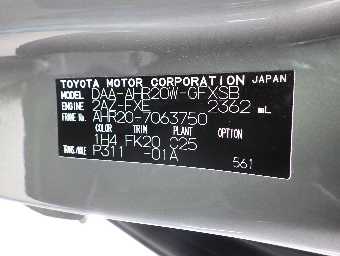 TOYOTA MOTOR CORPORATION JAPAN
MODEL DAA-AHR20W-GFXSB
ENGINE 2AZ-FXE 2362 mL
FRAME No. AHR20-7063750
COLOR TRIM PLANT OPTION
1H4 FK20 C25
TRANS/AXLE P311 -01A
561